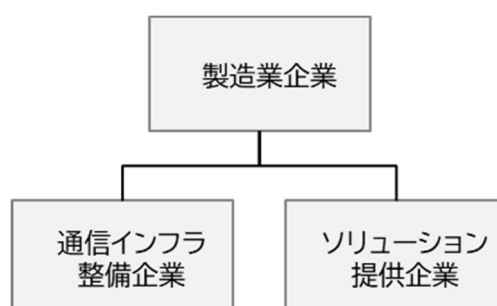 製造業企業
通信インフラ
整備企業
ソリューション
提供企業